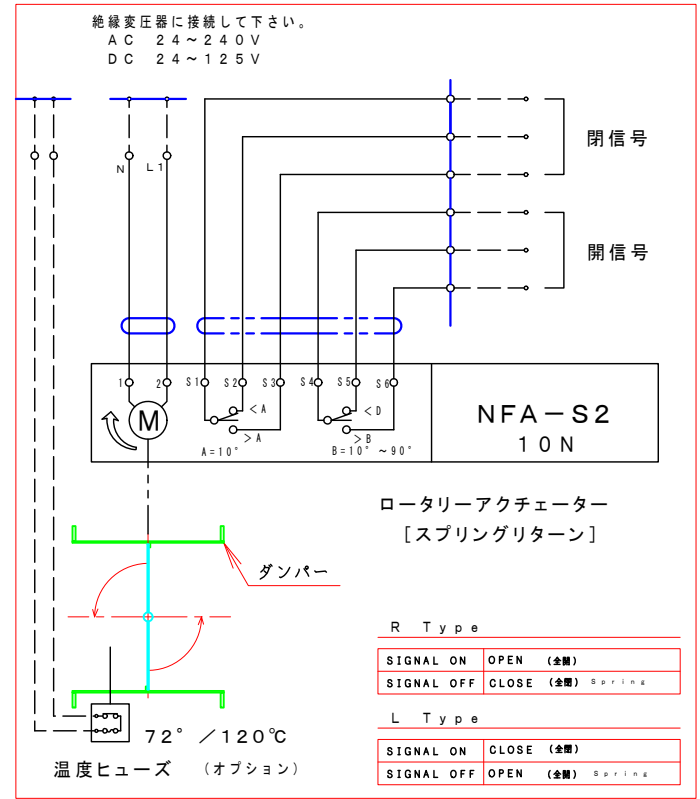 絶縁変圧器に接続して下さい。
AC 24~240V
DC 24~125V
N
L1
閉信号
開信号
1
2
S1
S2
S3
S4
S5
S6
M
<A
>A
A=10°
<D
>B
B=10°~90°
NFA-S2
10N
ロータリーアクチェーター
[スプリングリターン]
ダンパー
72° /120℃
温度ヒューズ (オプション)
R Type
SIGNAL ON OPEN (全開)
SIGNAL OFF CLOSE (全閉) Spring
L Type
SIGNAL ON CLOSE (全閉)
SIGNAL OFF OPEN (全開) Spring